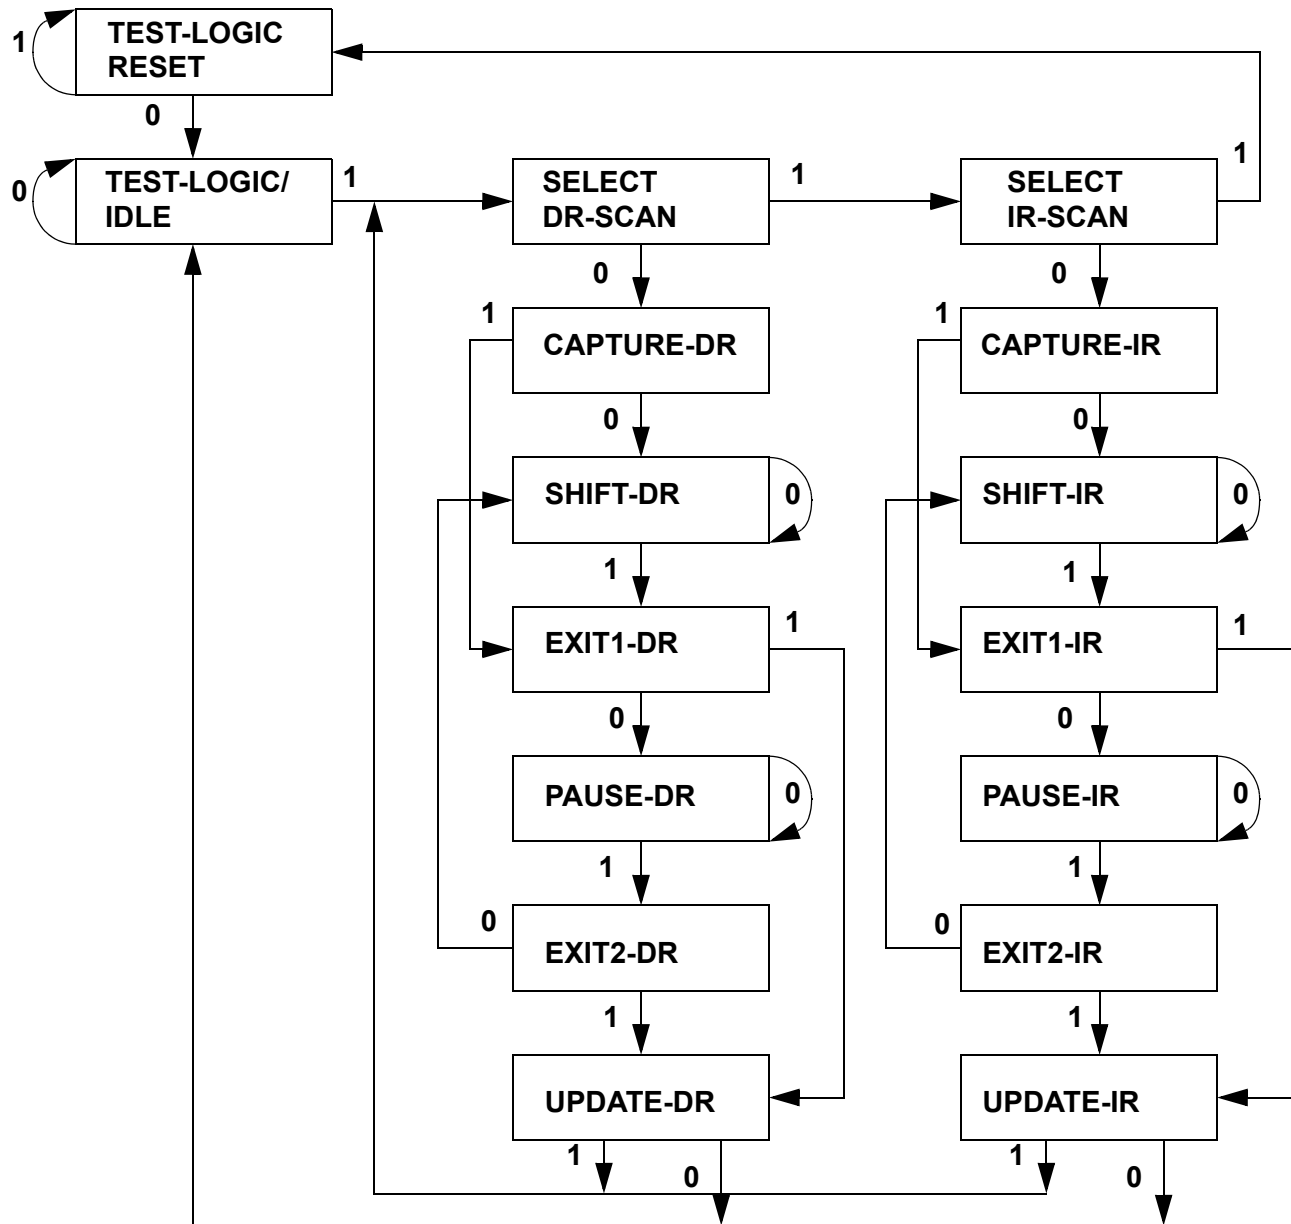 TEST-LOGIC
RESET
1
0
TEST-LOGIC/
IDLE
0
1
SELECT
DR-SCAN
1
SELECT
IR-SCAN
1
0
0
1
CAPTURE-DR
1
CAPTURE-IR
0
0
SHIFT-DR
0
SHIFT-IR
0
1
1
EXIT1-DR
1
EXIT1-IR
1
0
0
PAUSE-DR
0
PAUSE-IR
0
1
1
0
EXIT2-DR
0
EXIT2-IR
1
1
UPDATE-DR
UPDATE-IR
1
0
1
0